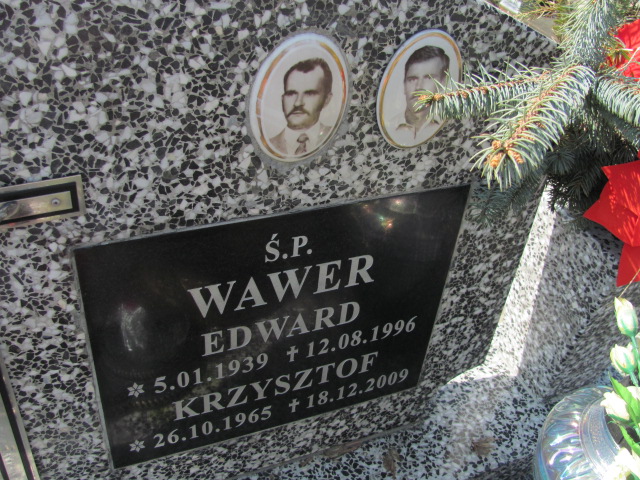 Ś.P.
WAWER
EDWARD
✲ 5.01.1939 ✝ 12.08.1996
KRZYSZTOF
✲ 26.10.1965 ✝ 18.12.2009